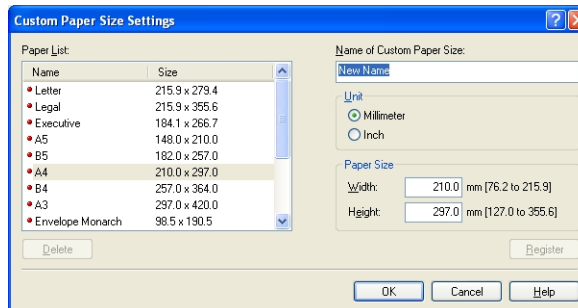 Custom Paper Size Settings
Paper List:
Name Size
Letter 215.9 x 279.4
Legal 215.9 x 355.6
Executive 184.1 x 266.7
A5 148.0 x 210.0
B5 182.0 x 257.0
A4 210.0 x 297.0
B4 257.0 x 364.0
A3 297.0 x 420.0
Envelope Monarch 98.5 x 190.5
Delete
Name of Custom Paper Size:
New Name
Unit
Millimeter
Inch
Paper Size
Width: 210.0 mm [76.2 to 215.9]
Height: 297.0 mm [127.0 to 355.6]
Register
OK Cancel Help